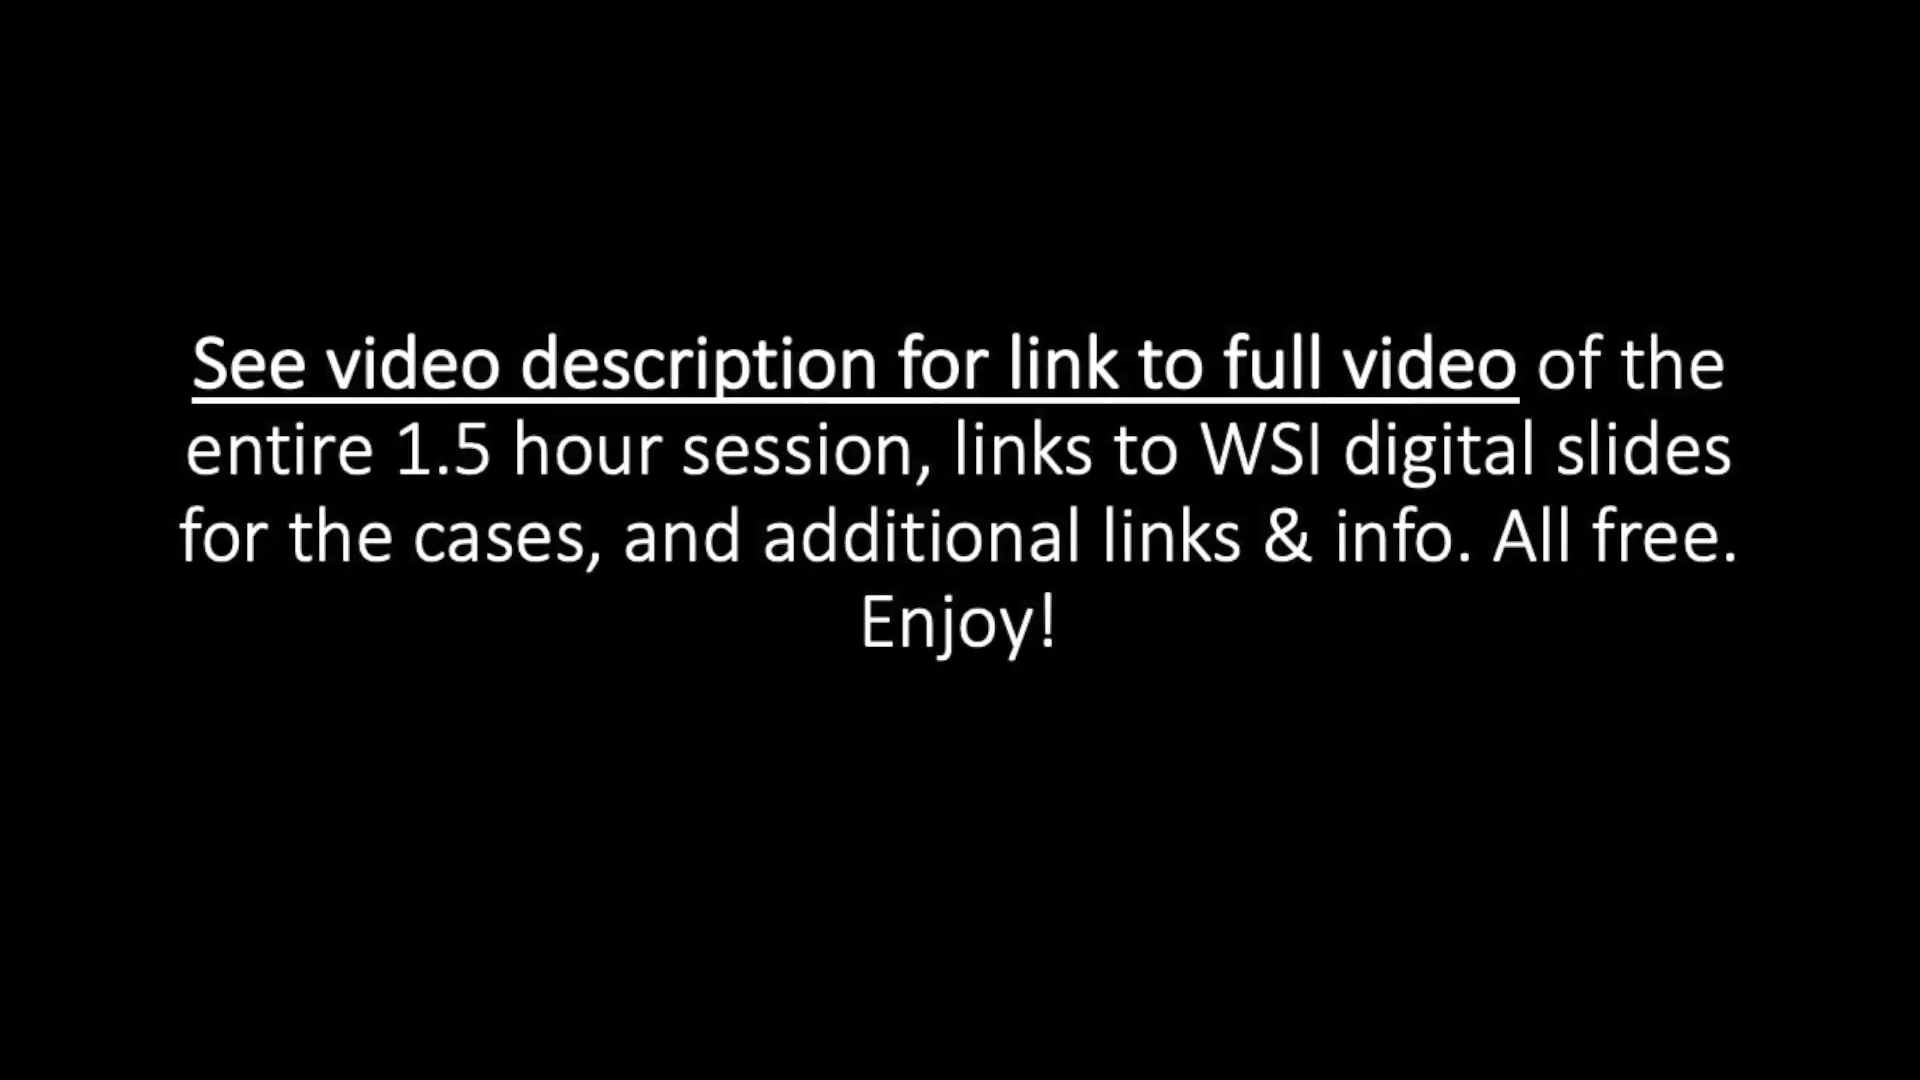 See video description for link to full video of the
entire 1.5 hour session, links to WSI digital slides
for the cases, and additional links & info. All free.
Enjoy!